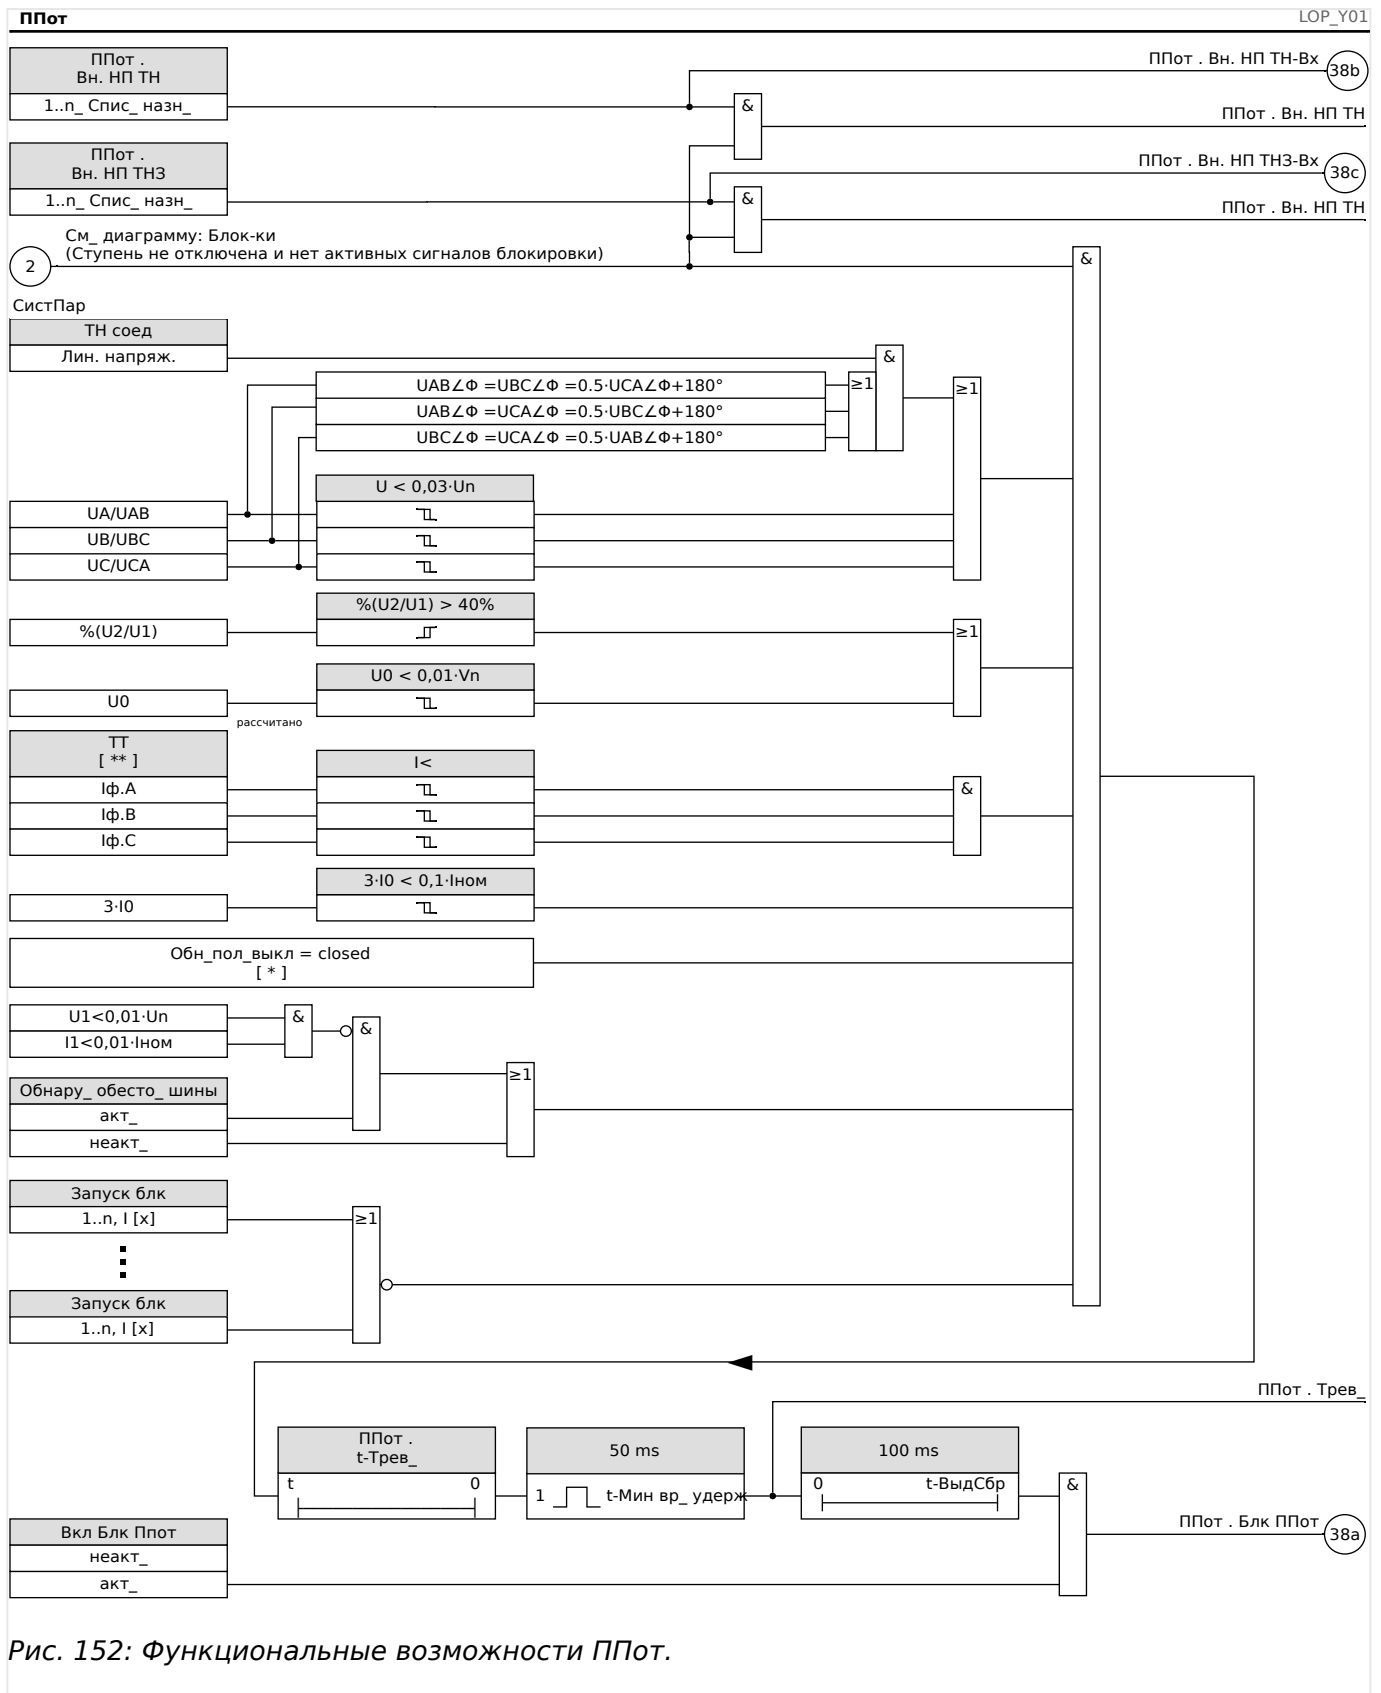 ППот
LOP_Y01
ППот .
Вн. НП ТН
1..n_ Спис_ назн_
ППот . Вн. НП ТН-Вх
38b
&
ППот . Вн. НП ТН
ППот .
Вн. НП ТНЗ
1..n_ Спис_ назн_
ППот . Вн. НП ТНЗ-Вх
38c
&
ППот . Вн. НП ТН
См_ диаграмму: Блок-ки
(Ступень не отключена и нет активных сигналов блокировки)
2
&
СистПар
ТН соед
Лин. напряж.
&
UAB∠Φ =UBC∠Φ =0.5·UCA∠Φ+180°
≥1
≥1
UAB∠Φ =UCA∠Φ =0.5·UBC∠Φ+180°
UBC∠Φ =UCA∠Φ =0.5·UAB∠Φ+180°
U < 0,03·Un
UA/UAB
UB/UBC
UC/UCA
%(U2/U1) > 40%
%(U2/U1)
≥1
U0 < 0,01·Vn
U0
рассчитано
ТТ
[ ** ]
I<
Iф.A
&
Iф.B
Iф.C
3·I0 < 0,1·Iном
3·I0
Обн_пол_выкл = closed
[ * ]
U1<0,01·Un
&
&
I1<0,01·Iном
≥1
Обнару_ обесто_ шины
акт_
неакт_
Запуск блк
1..n, I [x]
≥1
Запуск блк
1..n, I [x]
ППот . Трев_
ППот .
t-Трев_
50 ms
100 ms
t
0
1
t-Мин вр_ удерж
0
t-ВыдСбр
&
Вкл Блк Ппот
неакт_
акт_
ППот . Блк ППот
38a
Рис. 152: Функциональные возможности ППот.